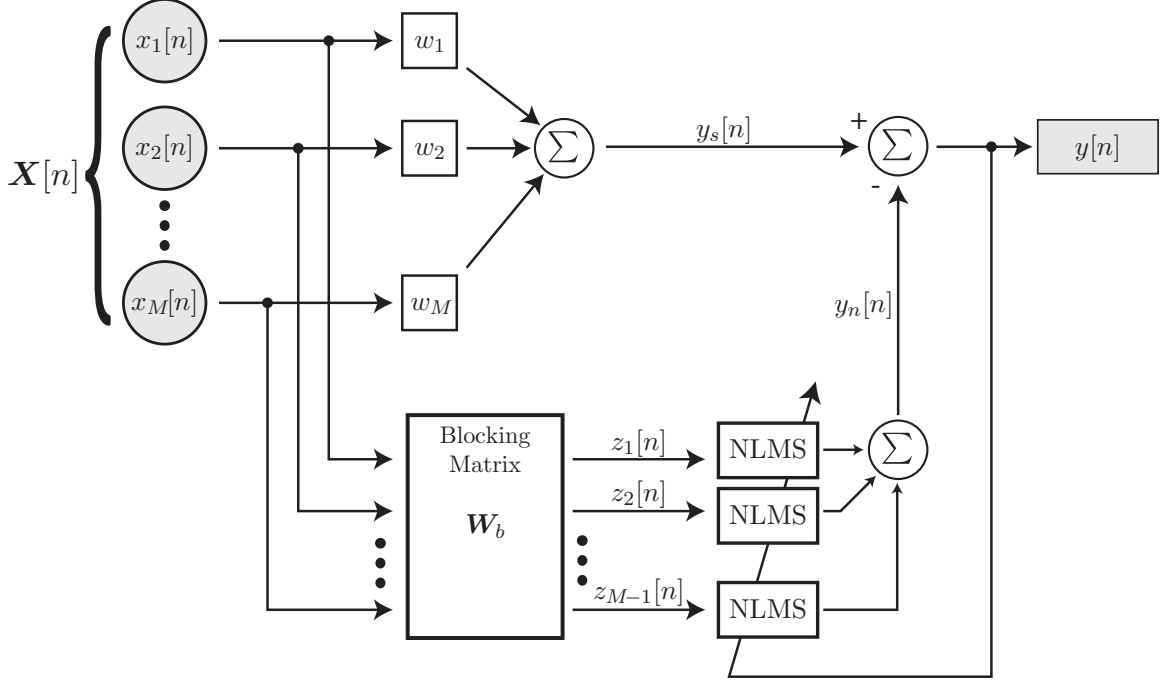 x_1[n]
w_1
x_2[n]
w_2
∑
y_s[n]
+
∑
-
y[n]
X[n]
x_M[n]
w_M
y_n[n]
Blocking
Matrix
W_b
z_1[n]
NLMS
∑
z_2[n]
NLMS
z_{M-1}[n]
NLMS